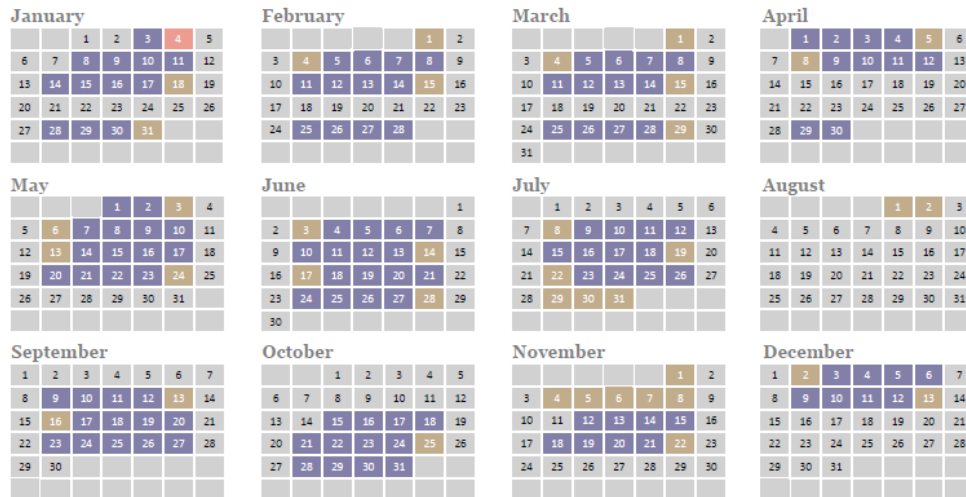 January
1 2 3 4 5
6 7 8 9 10 11 12
13 14 15 16 17 18 19
20 21 22 23 24 25 26
27 28 29 30 31
February
1 2
3 4 5 6 7 8 9
10 11 12 13 14 15 16
17 18 19 20 21 22 23
24 25 26 27 28
March
1 2
3 4 5 6 7 8 9
10 11 12 13 14 15 16
17 18 19 20 21 22 23
24 25 26 27 28 29 30
31
April
1 2 3 4 5 6
7 8 9 10 11 12 13
14 15 16 17 18 19 20
21 22 23 24 25 26 27
28 29 30
May
1 2 3 4
5 6 7 8 9 10 11
12 13 14 15 16 17 18
19 20 21 22 23 24 25
26 27 28 29 30 31
June
1
2 3 4 5 6 7 8
9 10 11 12 13 14 15
16 17 18 19 20 21 22
23 24 25 26 27 28 29
30
July
1 2 3 4 5 6
7 8 9 10 11 12 13
14 15 16 17 18 19 20
21 22 23 24 25 26 27
28 29 30 31
August
1 2 3
4 5 6 7 8 9 10
11 12 13 14 15 16 17
18 19 20 21 22 23 24
25 26 27 28 29 30 31
September
1 2 3 4 5 6 7
8 9 10 11 12 13 14
15 16 17 18 19 20 21
22 23 24 25 26 27 28
29 30
October
1 2 3 4 5
6 7 8 9 10 11 12
13 14 15 16 17 18 19
20 21 22 23 24 25 26
27 28 29 30 31
November
1 2
3 4 5 6 7 8 9
10 11 12 13 14 15 16
17 18 19 20 21 22 23
24 25 26 27 28 29 30
December
1 2 3 4 5 6 7
8 9 10 11 12 13 14
15 16 17 18 19 20 21
22 23 24 25 26 27 28
29 30 31